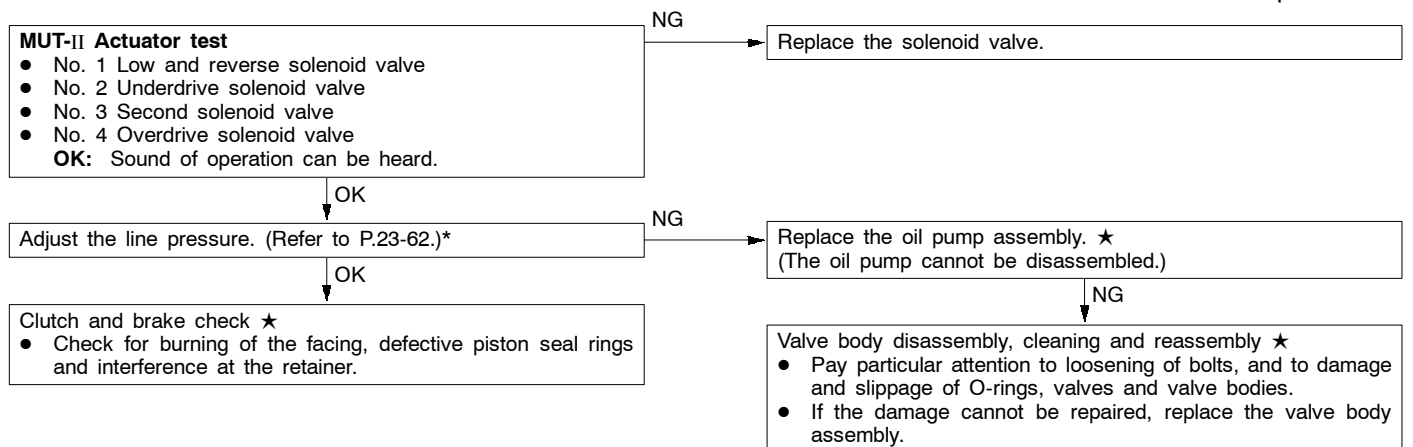 NG
MUT-II Actuator test
● No. 1 Low and reverse solenoid valve
● No. 2 Underdrive solenoid valve
● No. 3 Second solenoid valve
● No. 4 Overdrive solenoid valve
OK: Sound of operation can be heard.
Replace the solenoid valve.
OK
NG
Adjust the line pressure. (Refer to P.23-62.)*
Replace the oil pump assembly. ★
(The oil pump cannot be disassembled.)
OK
NG
Clutch and brake check ★
● Check for burning of the facing, defective piston seal rings
and interference at the retainer.
Valve body disassembly, cleaning and reassembly ★
● Pay particular attention to loosening of bolts, and to damage
and slippage of O-rings, valves and valve bodies.
● If the damage cannot be repaired, replace the valve body
assembly.